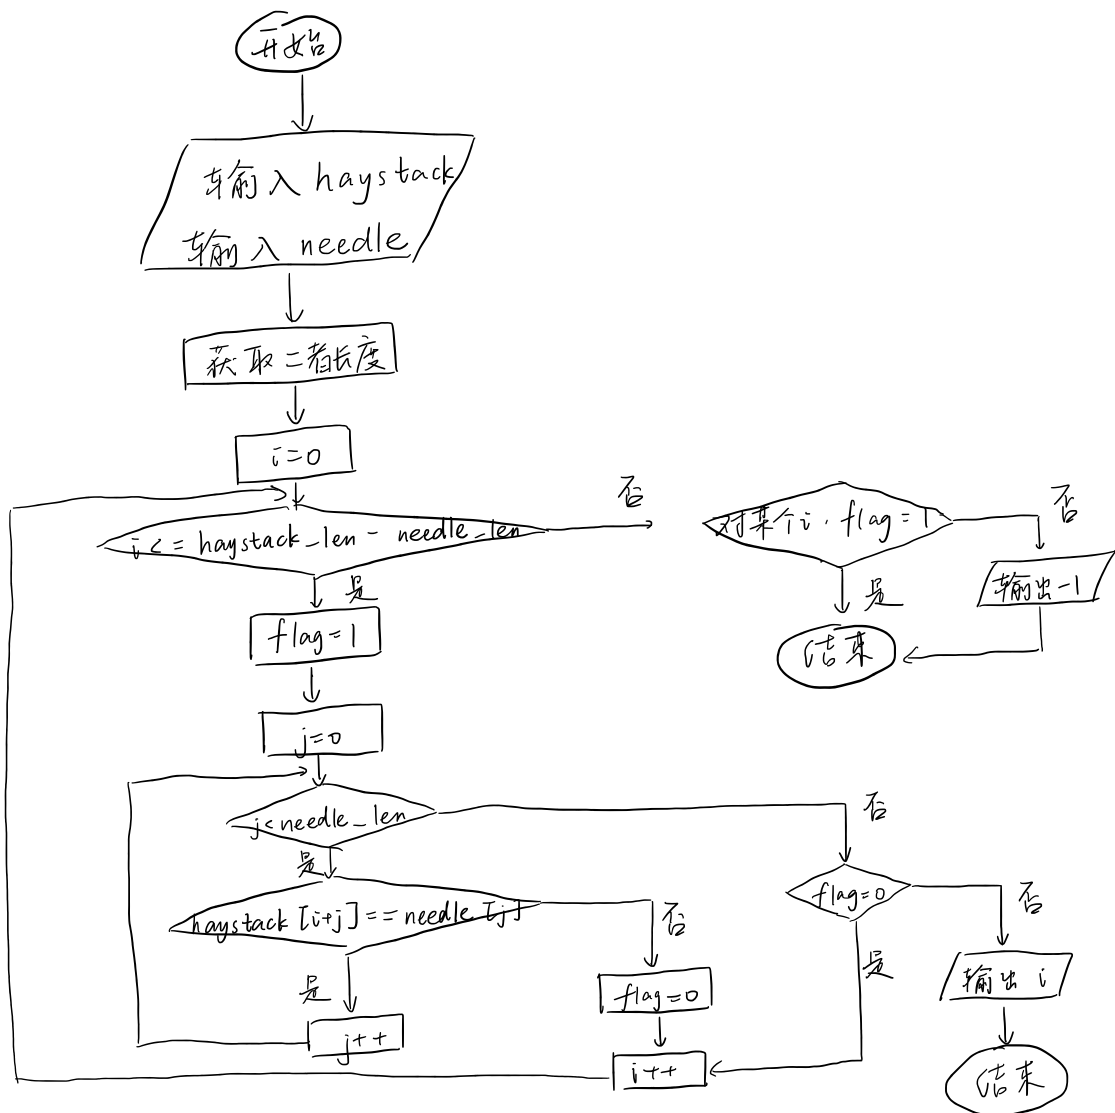 开始
输入 haystack
输入 needle
获取二者长度
i=0
i<= haystack_len - needle_len
否
是
对某个i，flag=1
否
是
输出-1
结束
flag=1
j=0
j<needle_len
否
是
haystack[i+j]==needle[j]
否
是
j++
flag=0
i++
flag=0
否
是
输出 i
结束